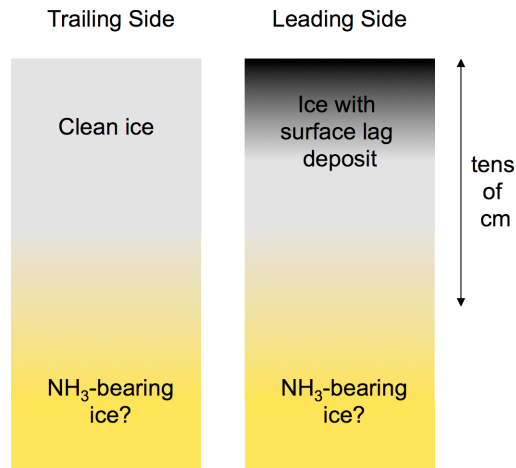 Trailing Side
Leading Side
Clean ice
Ice with
surface lag
deposit
tens
of
cm
NH₃-bearing
ice?
NH₃-bearing
ice?